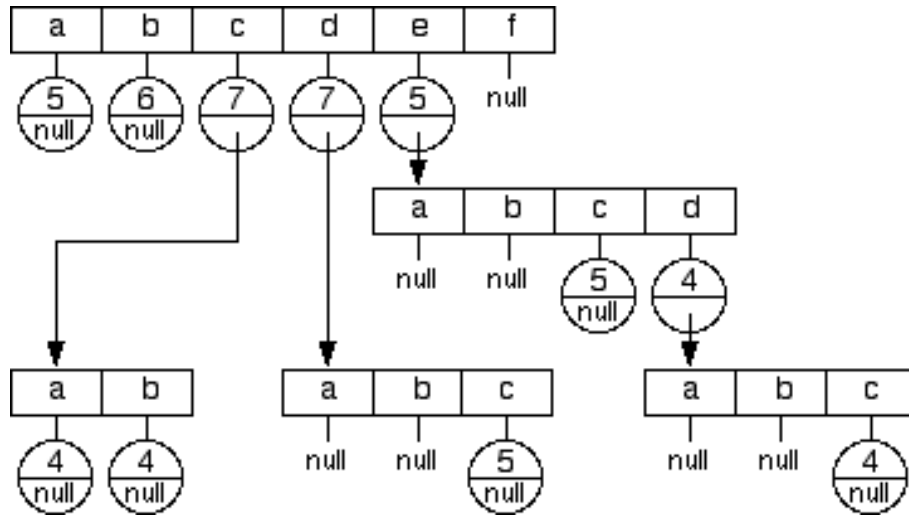 a b c d e f
5 6 7 7 5 null
null null
a b c d
null null 5 4
null
a b a b c a b c
4 4 null null 5 null null 4
null null null null